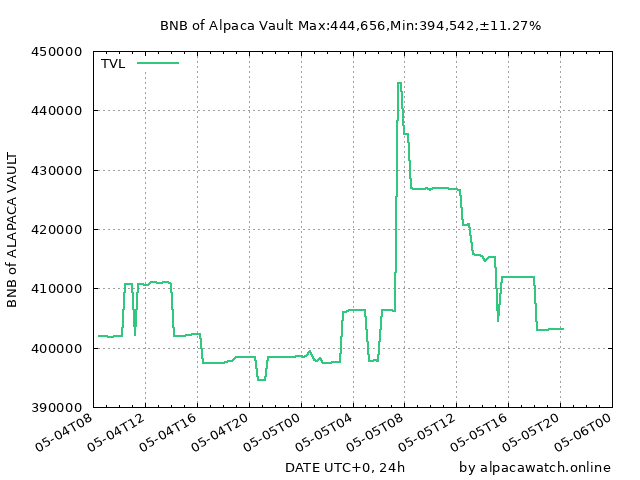 BNB of Alpaca Vault Max:444,656,Min:394,542,±11.27%
TVL
450000
440000
430000
420000
410000
400000
390000
BNB of ALAPACA VAULT
05-04T08
05-04T12
05-04T16
05-04T20
05-05T00
05-05T04
05-05T08
05-05T12
05-05T16
05-05T20
05-06T00
DATE UTC+0, 24h
by alpacawatch.online